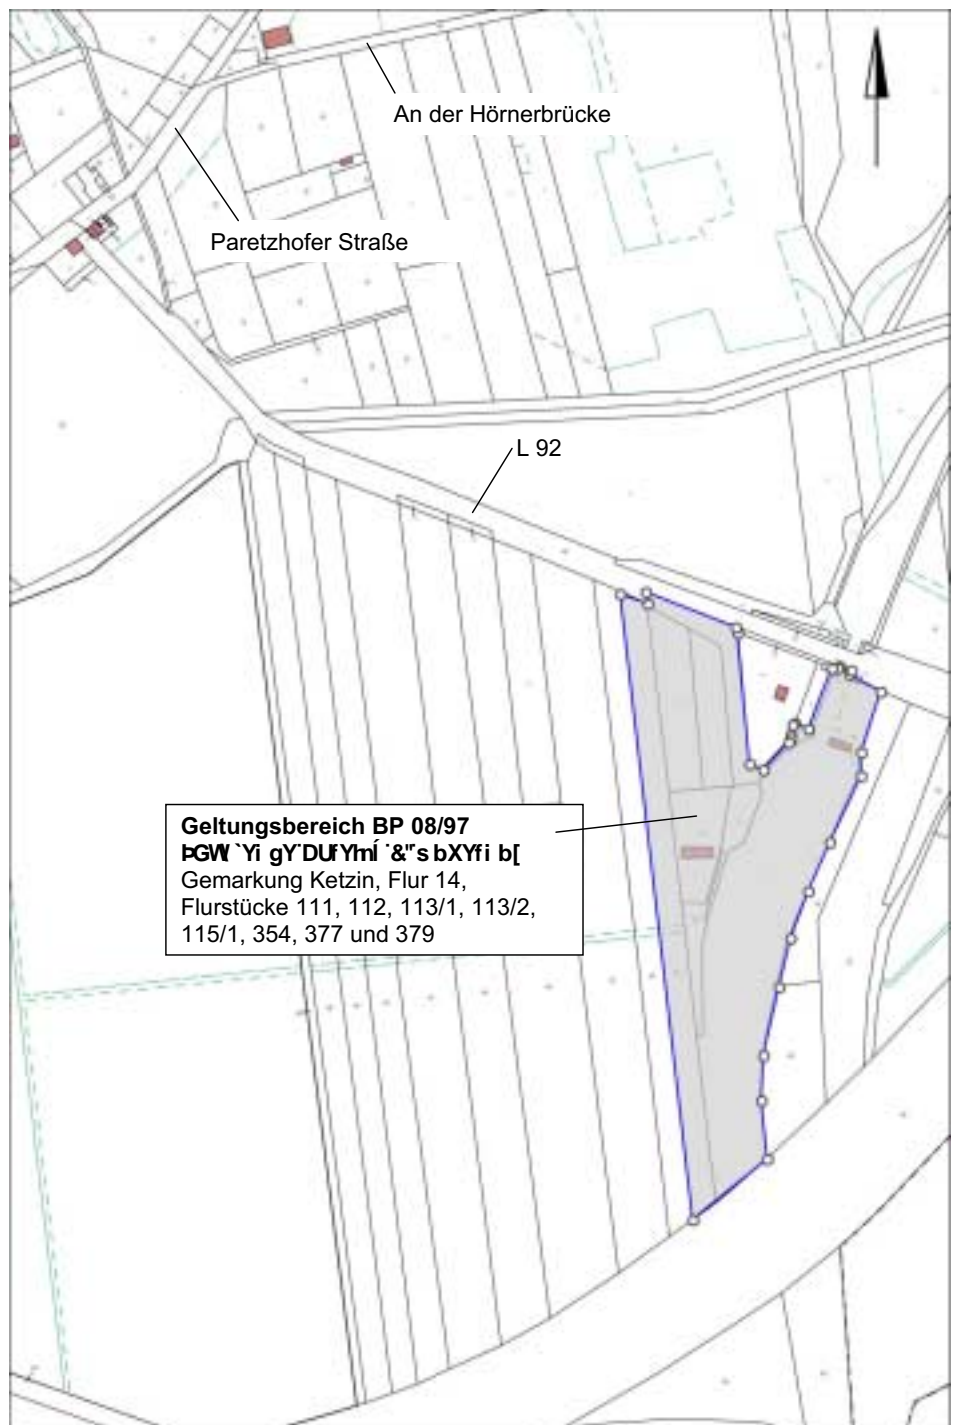 An der Hörnerbrücke
Paretzhofer Straße
L 92
Geltungsbereich BP 08/97
Gemarkung Ketzin, Flur 14,
Flurstücke 111, 112, 113/1, 113/2,
115/1, 354, 377 und 379